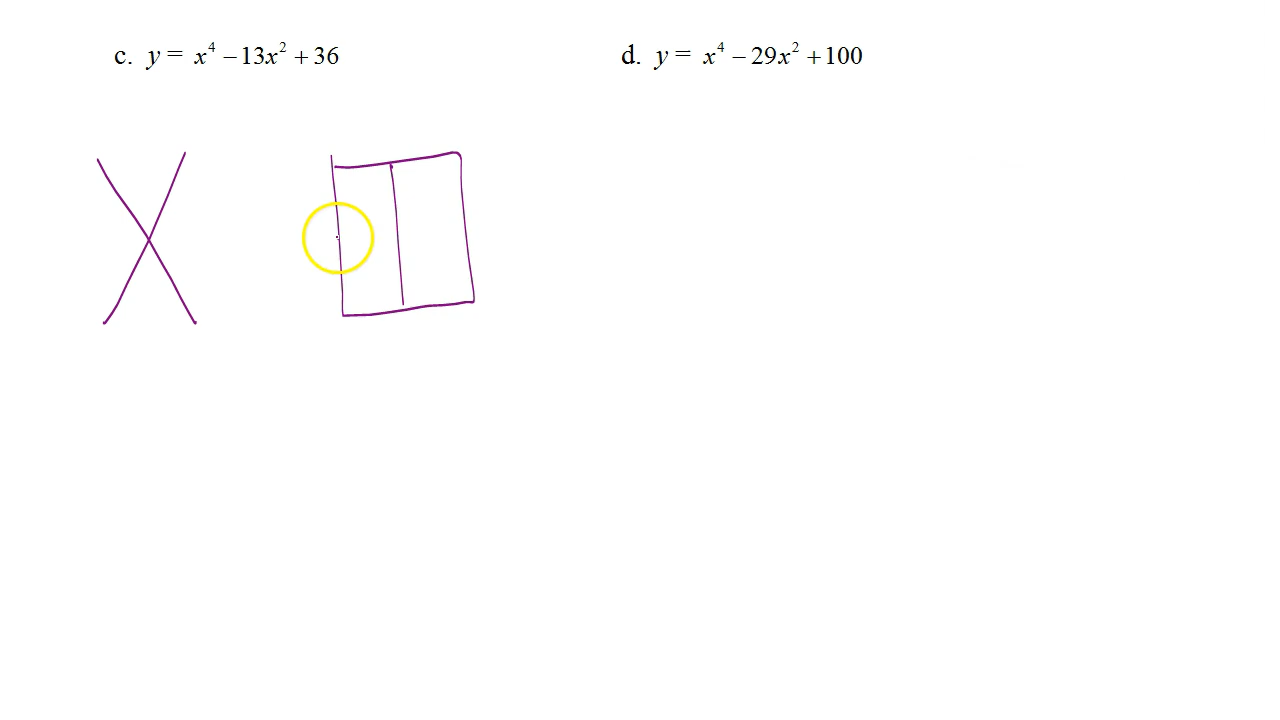 c. y = x⁴ − 13x² + 36
d. y = x⁴ − 29x² + 100